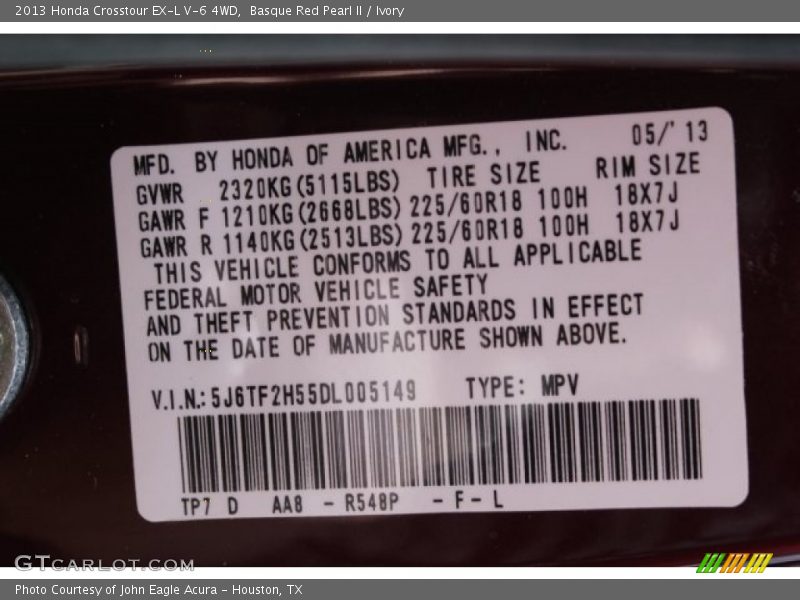 2013 Honda Crosstour EX-L V-6 4WD,  Basque Red Pearl II / Ivory
MFD. BY HONDA OF AMERICA MFG., INC. 05/'13
GVWR 2320KG(5115LBS) TIRE SIZE RIM SIZE
GAWR F 1210KG(2668LBS) 225/60R18 100H 18X7J
GAWR R 1140KG(2513LBS) 225/60R18 100H 18X7J
THIS VEHICLE CONFORMS TO ALL APPLICABLE
FEDERAL MOTOR VEHICLE SAFETY
AND THEFT PREVENTION STANDARDS IN EFFECT
ON THE DATE OF MANUFACTURE SHOWN ABOVE.
V.I.N.: 5J6TF2H55DL005149 TYPE: MPV
TP7 D AA8 - R548P - F - L
GTCARLOT.COM
Photo Courtesy of John Eagle Acura - Houston, TX